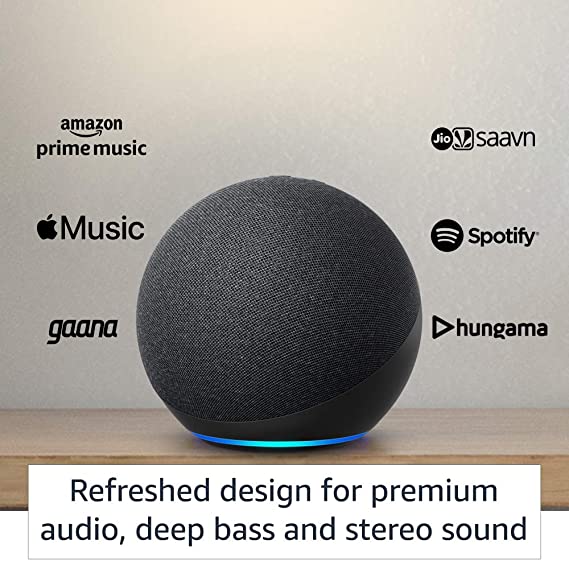 amazon
prime music
Music
gaana
Jio saavn
Spotify
hungama
Refreshed design for premium
audio, deep bass and stereo sound